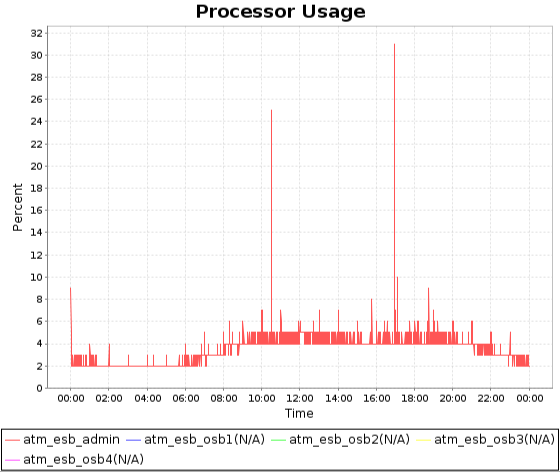 Processor Usage
32
30
28
26
24
22
20
18
16
14
12
10
8
6
4
2
0
Percent
00:00 02:00 04:00 06:00 08:00 10:00 12:00 14:00 16:00 18:00 20:00 22:00 00:00
Time
atm_esb_admin atm_esb_osb1(N/A) atm_esb_osb2(N/A) atm_esb_osb3(N/A)
atm_esb_osb4(N/A)